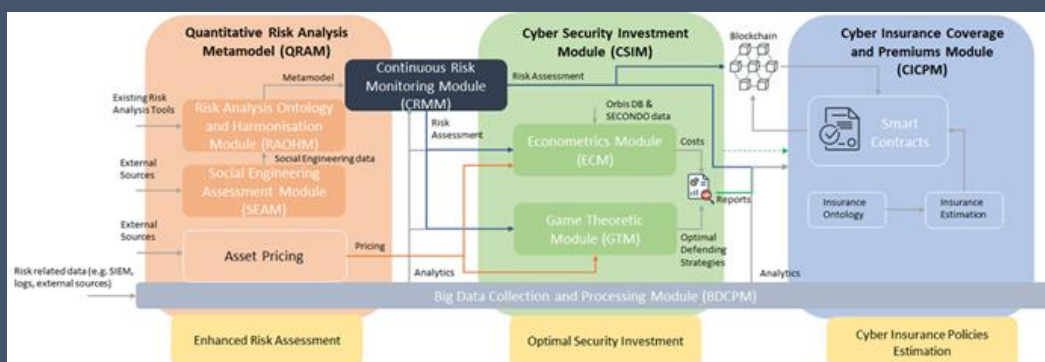 Quantitative Risk Analysis
Metamodel (QRAM)
Cyber Security Investment
Module (CSIM)
Blockchain
Cyber Insurance Coverage
and Premiums Module
(CICPM)
Metamodel
Continuous Risk
Monitoring Module
(CRMM)
Risk Assessment
Existing Risk
Analysis Tools
Risk Analysis Ontology
and Harmonisation
Module (RAOHM)
Risk
Assessment
Orbis DB &
SECONDO data
Smart
Contracts
Social Engineering data
Econometrics Module
(ECM)
Costs
External
Sources
Social Engineering
Assessment Module
(SEAM)
Reports
Insurance
Ontology
Insurance
Estimation
External
Sources
Game Theoretic
Module (GTM)
Optimal
Defending
Strategies
Asset Pricing
Pricing
Risk related data (e.g. SIEM,
logs, external sources)
Analytics
Analytics
Big Data Collection and Processing Module (BDCPM)
Enhanced Risk Assessment
Optimal Security Investment
Cyber Insurance Policies
Estimation